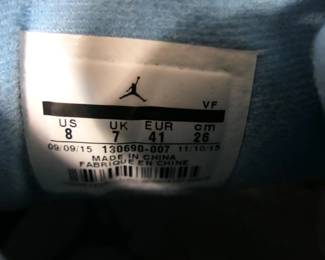 VF
US UK EUR cm
8 7 41 26
09/09/15 130690-007 11/10/15
MADE IN CHINA
FABRIQUÉ EN CHINE